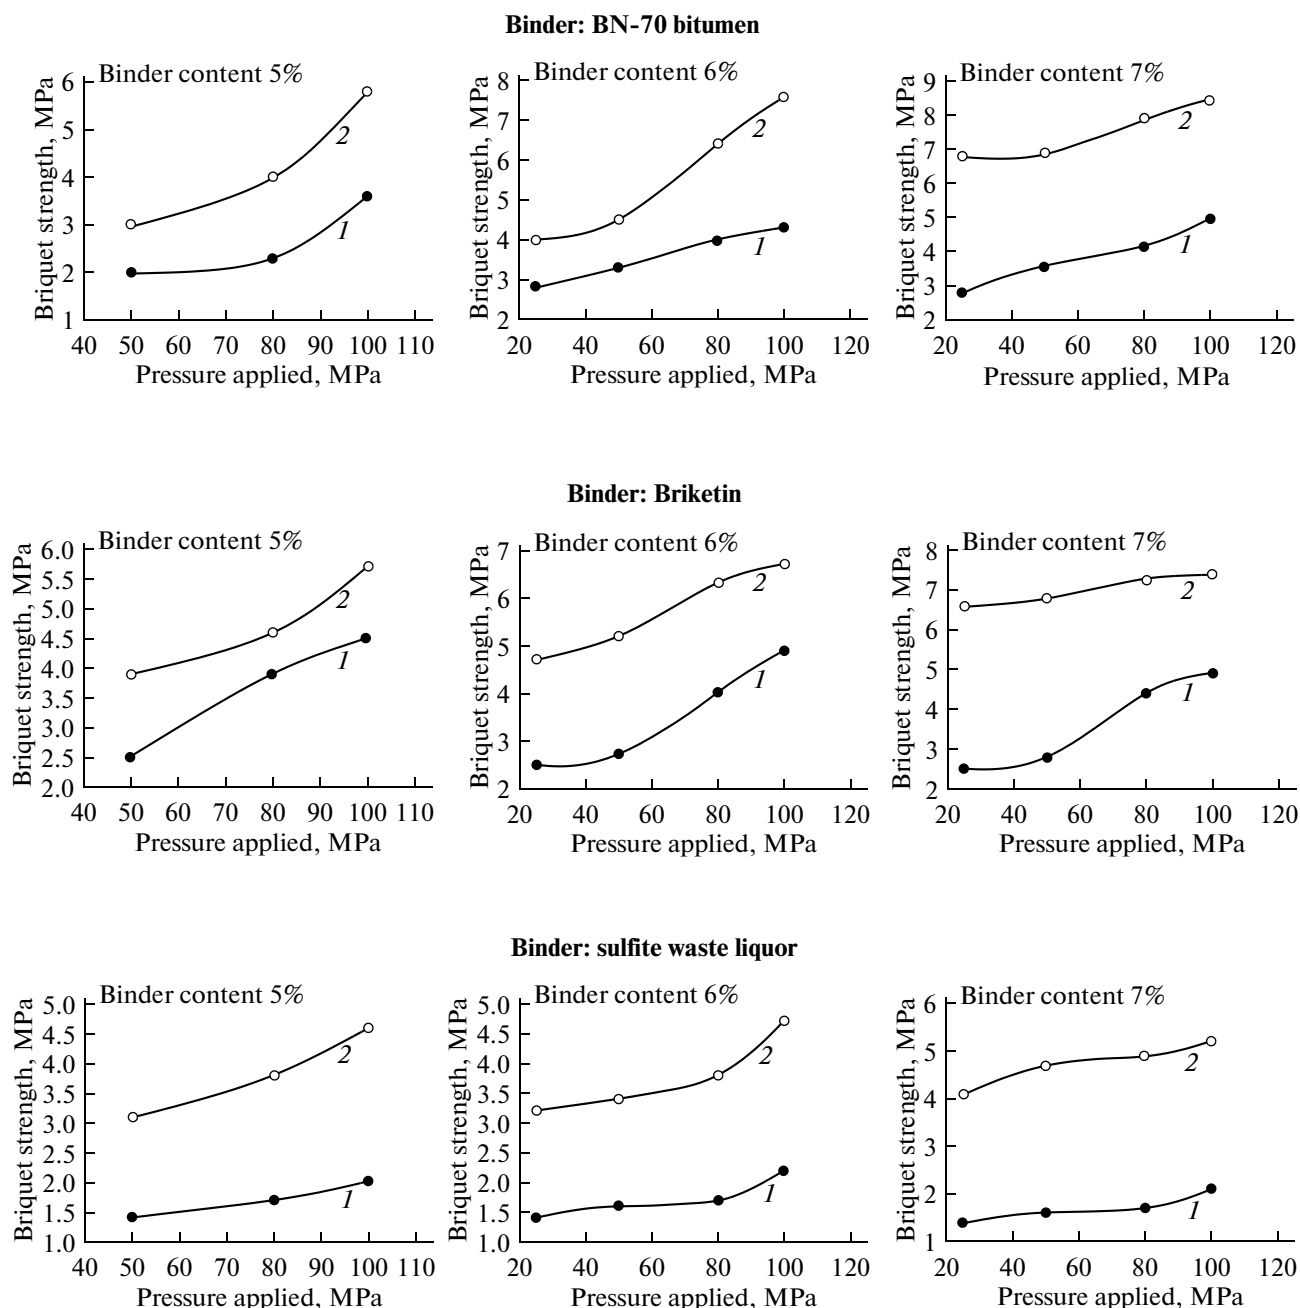 Binder: BN-70 bitumen
Binder content 5%
Briquet strength, MPa
6
5
4
3
2
1
2
1
40 50 60 70 80 90 100 110
Pressure applied, MPa
Binder content 6%
Briquet strength, MPa
8
7
6
5
4
3
2
2
1
20 40 60 80 100 120
Pressure applied, MPa
Binder content 7%
Briquet strength, MPa
9
8
7
6
5
4
3
2
2
1
20 40 60 80 100 120
Pressure applied, MPa
Binder: Briketin
Binder content 5%
Briquet strength, MPa
6.0
5.5
5.0
4.5
4.0
3.5
3.0
2.5
2.0
2
1
40 50 60 70 80 90 100 110
Pressure applied, MPa
Binder content 6%
Briquet strength, MPa
7
6
5
4
3
2
2
1
20 40 60 80 100 120
Pressure applied, MPa
Binder content 7%
Briquet strength, MPa
8
7
6
5
4
3
2
2
1
20 40 60 80 100 120
Pressure applied, MPa
Binder: sulfite waste liquor
Binder content 5%
Briquet strength, MPa
5.0
4.5
4.0
3.5
3.0
2.5
2.0
1.5
1.0
2
1
40 50 60 70 80 90 100 110
Pressure applied, MPa
Binder content 6%
Briquet strength, MPa
5.0
4.5
4.0
3.5
3.0
2.5
2.0
1.5
1.0
2
1
20 40 60 80 100 120
Pressure applied, MPa
Binder content 7%
Briquet strength, MPa
6
5
4
3
2
1
2
1
20 40 60 80 100 120
Pressure applied, MPa